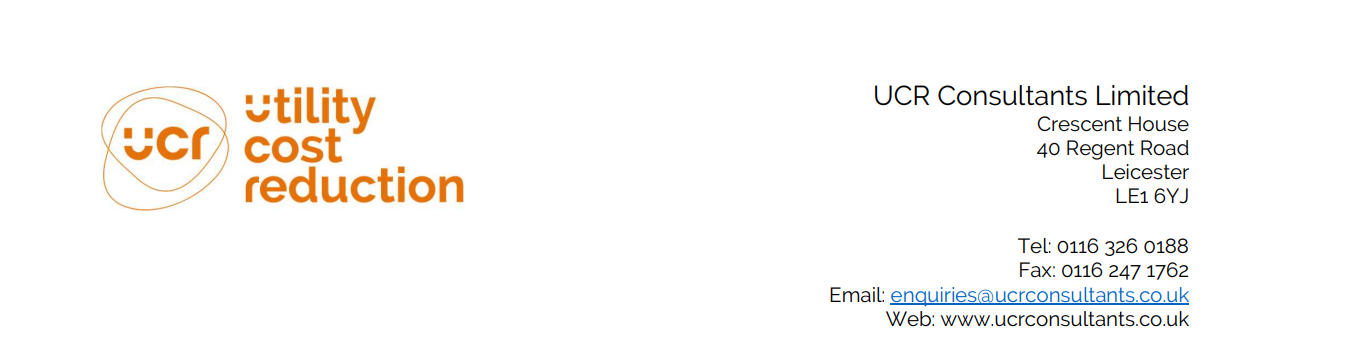 ucr
utility
cost
reduction
UCR Consultants Limited
Crescent House
40 Regent Road
Leicester
LE1 6YJ
Tel: 0116 326 0188
Fax: 0116 247 1762
Email: enquiries@ucrconsultants.co.uk
Web: www.ucrconsultants.co.uk